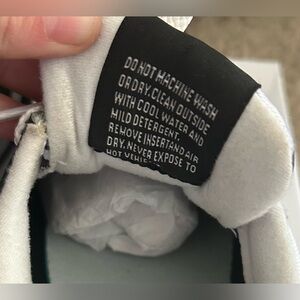 DO NOT MACHINE WASH
OR DRY. CLEAN OUTSIDE
WITH COOL WATER AND
MILD DETERGENT,
REMOVE INSERT AND AIR
DRY. NEVER EXPOSE TO
HOT